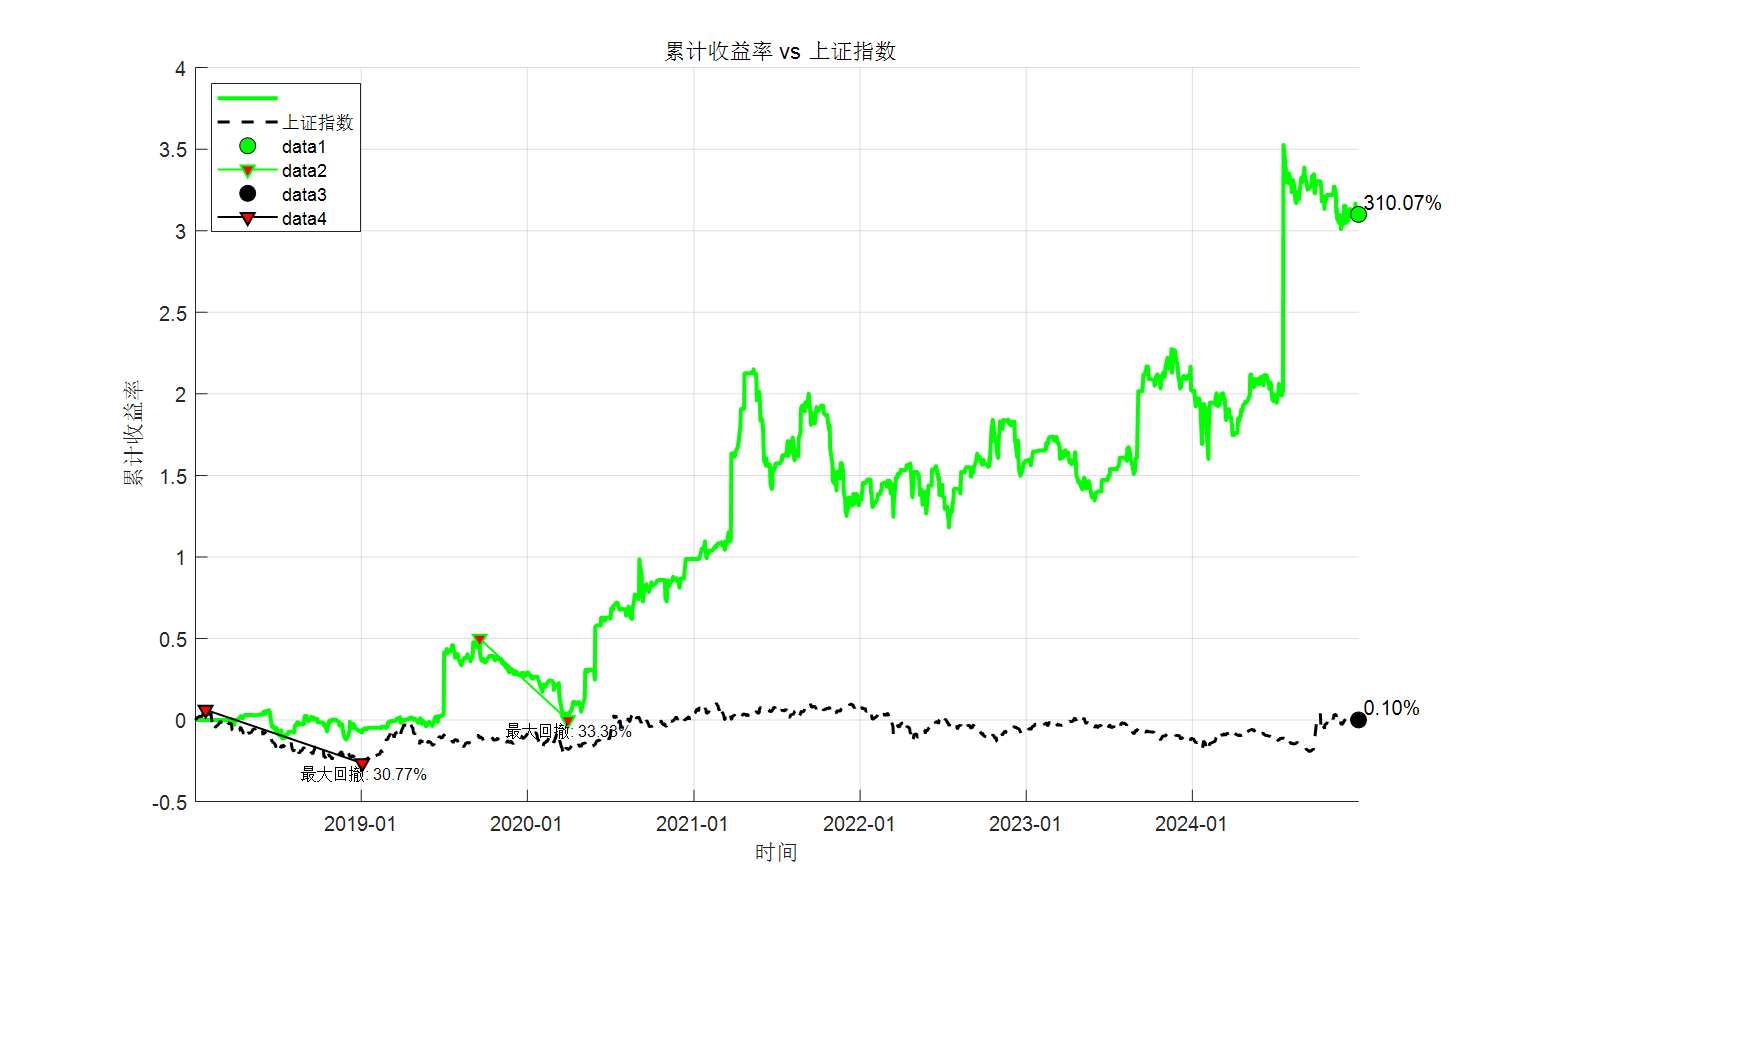 累计收益率 vs 上证指数
上证指数
data1
data2
data3
data4
4
3.5
3
2.5
2
1.5
1
0.5
0
-0.5
累计收益率
310.07%
0.10%
最大回撤: 33.33%
最大回撤: 30.77%
2019-01
2020-01
2021-01
2022-01
2023-01
2024-01
时间